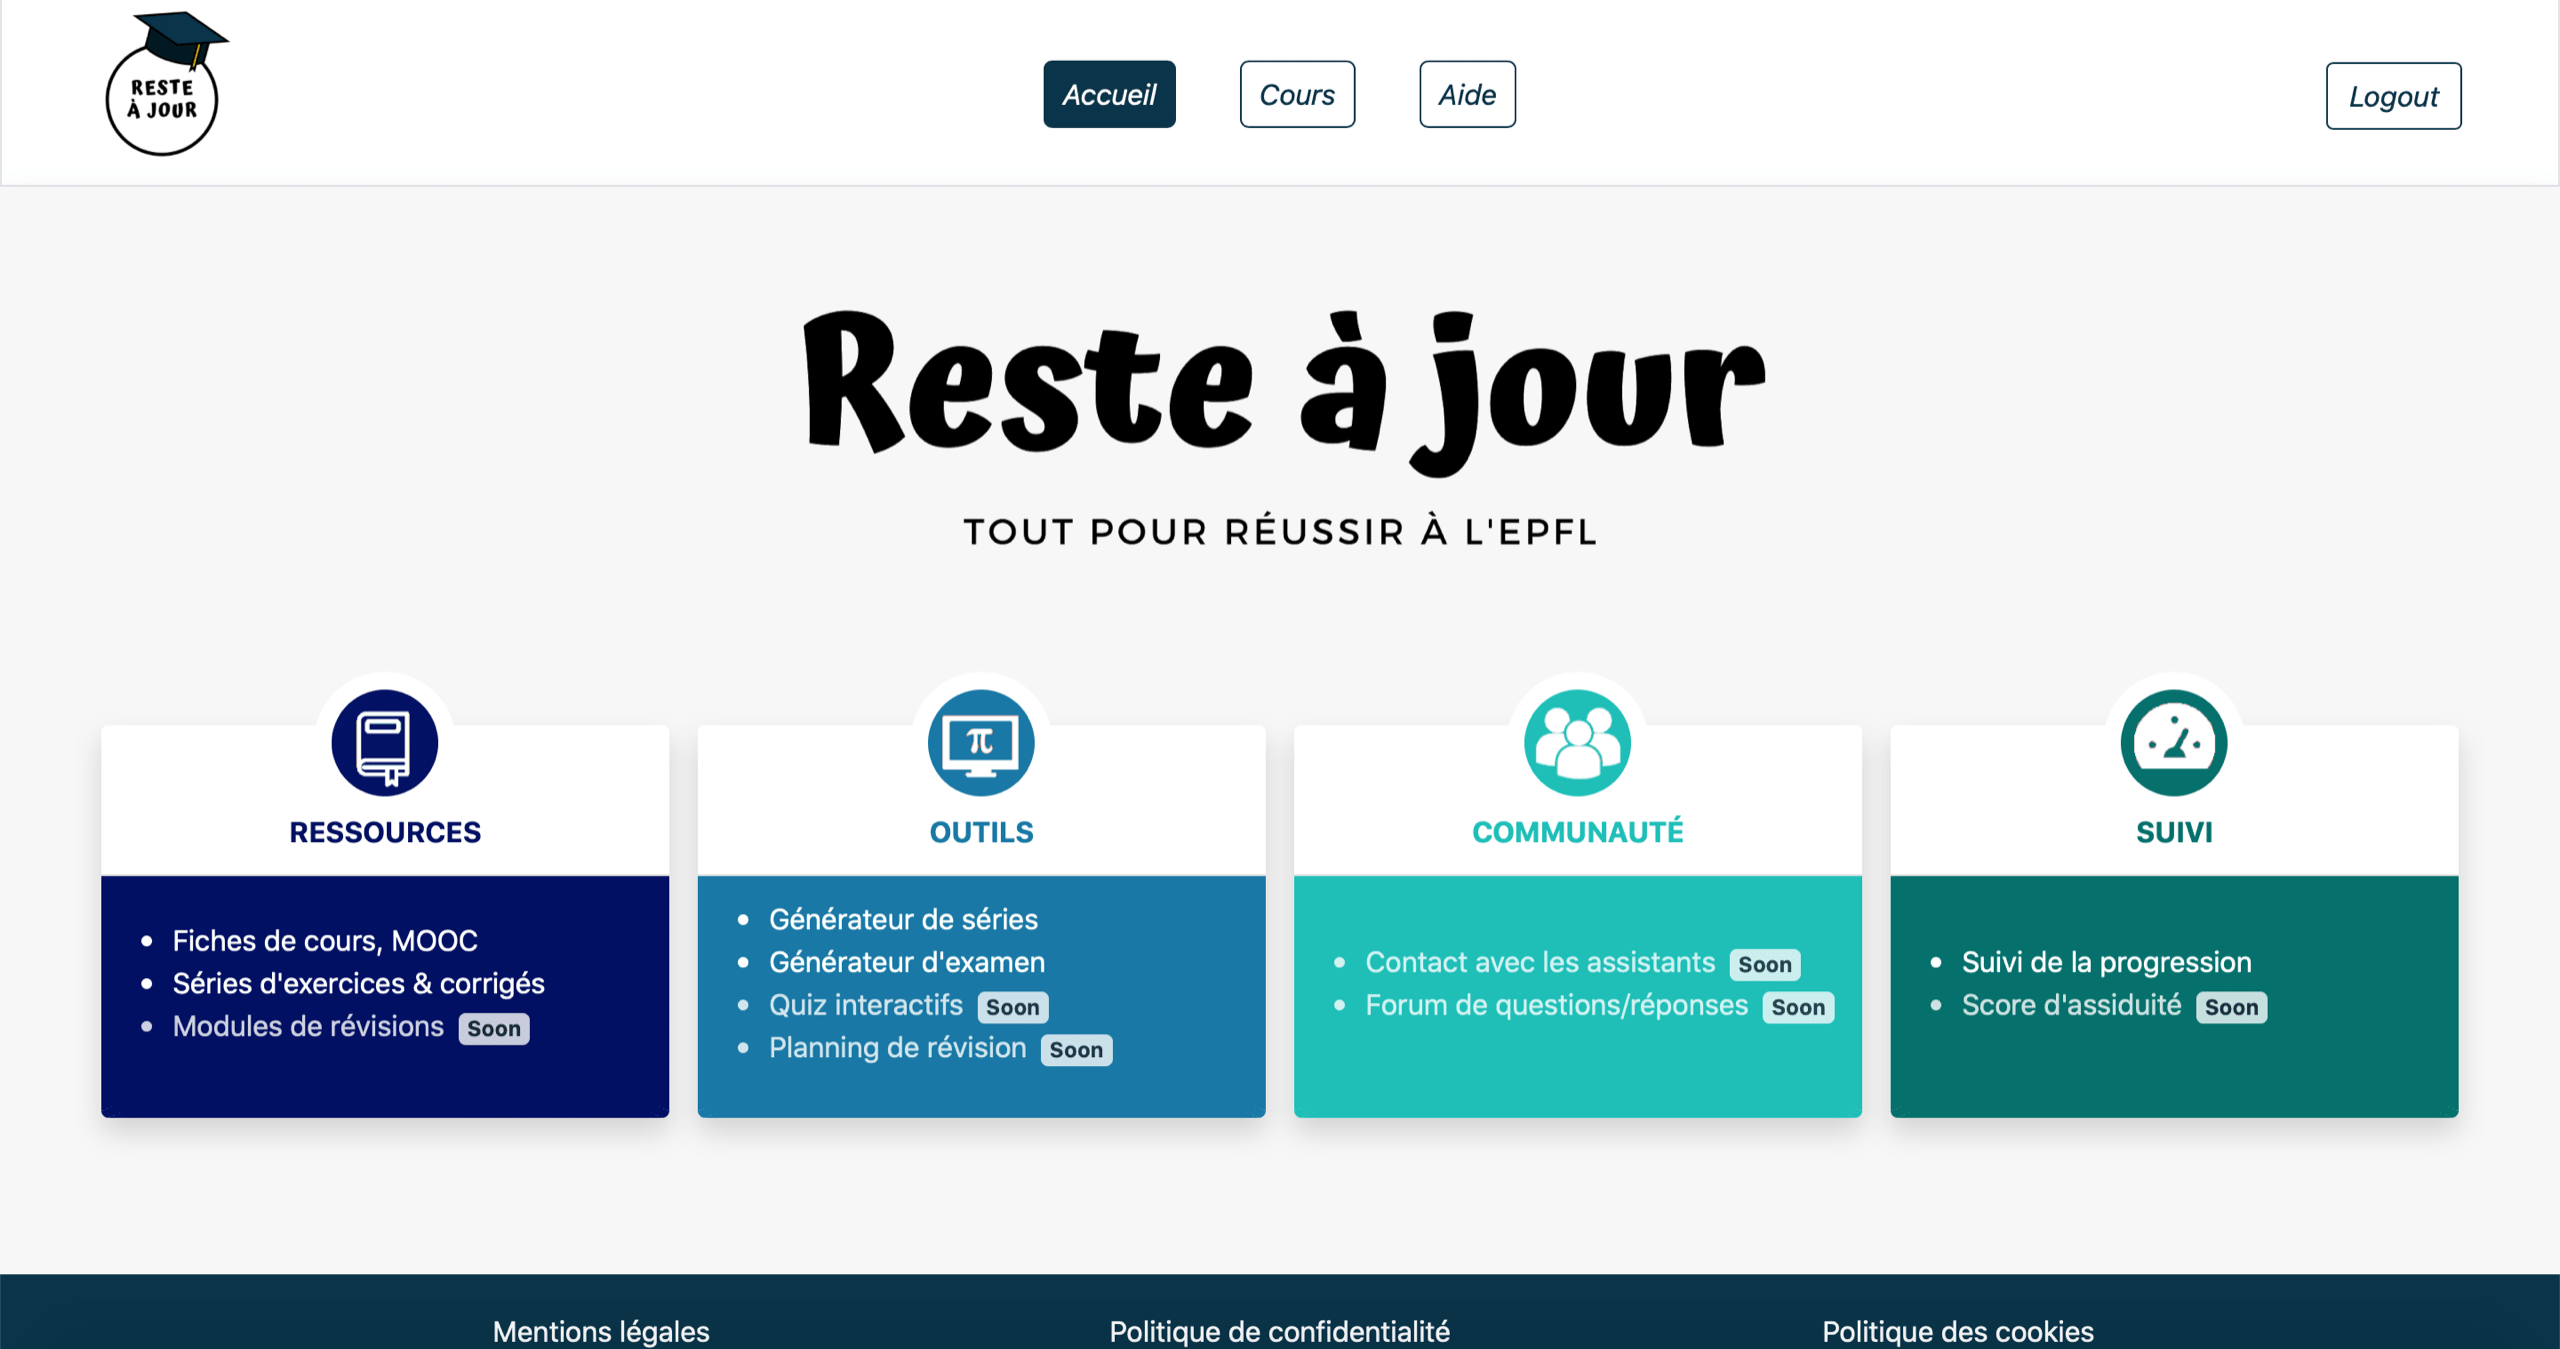 RESTE
À JOUR
Accueil
Cours
Aide
Logout
Reste à jour
TOUT POUR RÉUSSIR À L'EPFL
RESSOURCES
Fiches de cours, MOOC
Séries d'exercices & corrigés
Modules de révisions Soon
π
OUTILS
Générateur de séries
Générateur d'examen
Quiz interactifs Soon
Planning de révision Soon
COMMUNAUTÉ
Contact avec les assistants Soon
Forum de questions/réponses Soon
SUIVI
Suivi de la progression
Score d'assiduité Soon
Mentions légales
Politique de confidentialité
Politique des cookies